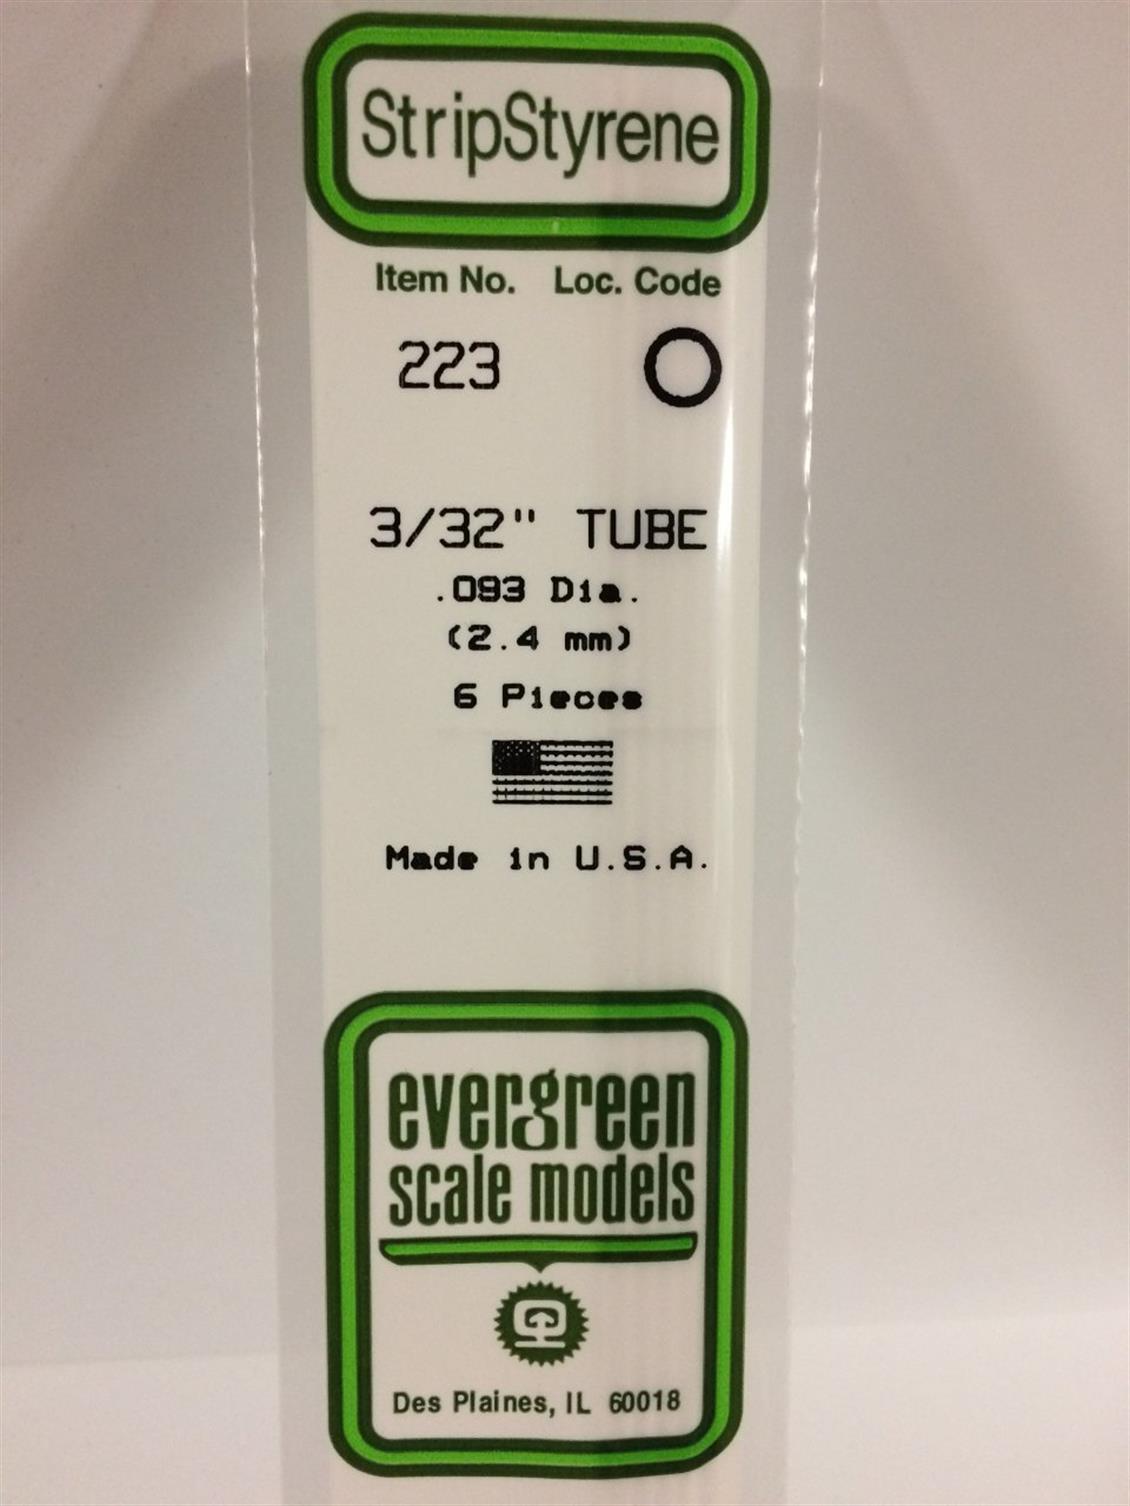 StripStyrene
Item No. Loc. Code
223
3/32" TUBE
.093 Dia.
(2.4 mm)
6 Pieces
Made in U.S.A.
evergreen
scale models
Des Plaines, IL 60018